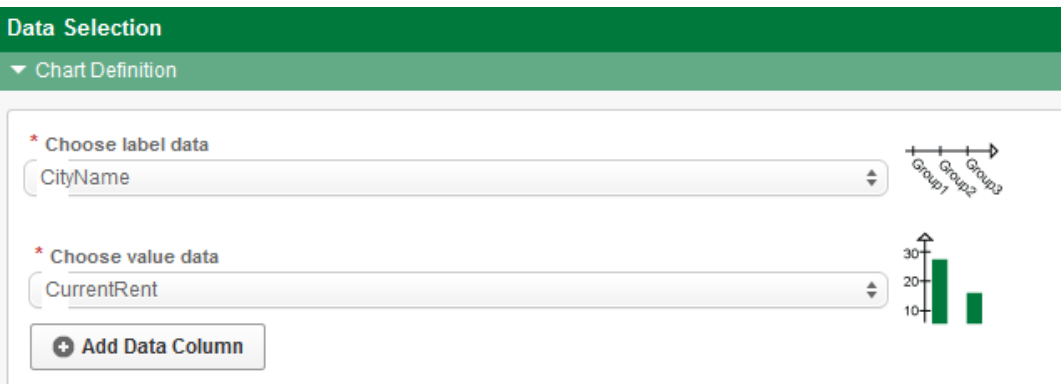 Data Selection
Chart Definition
* Choose label data
CityName
Group1 Group2 Group3
* Choose value data
CurrentRent
30
20
10
Add Data Column